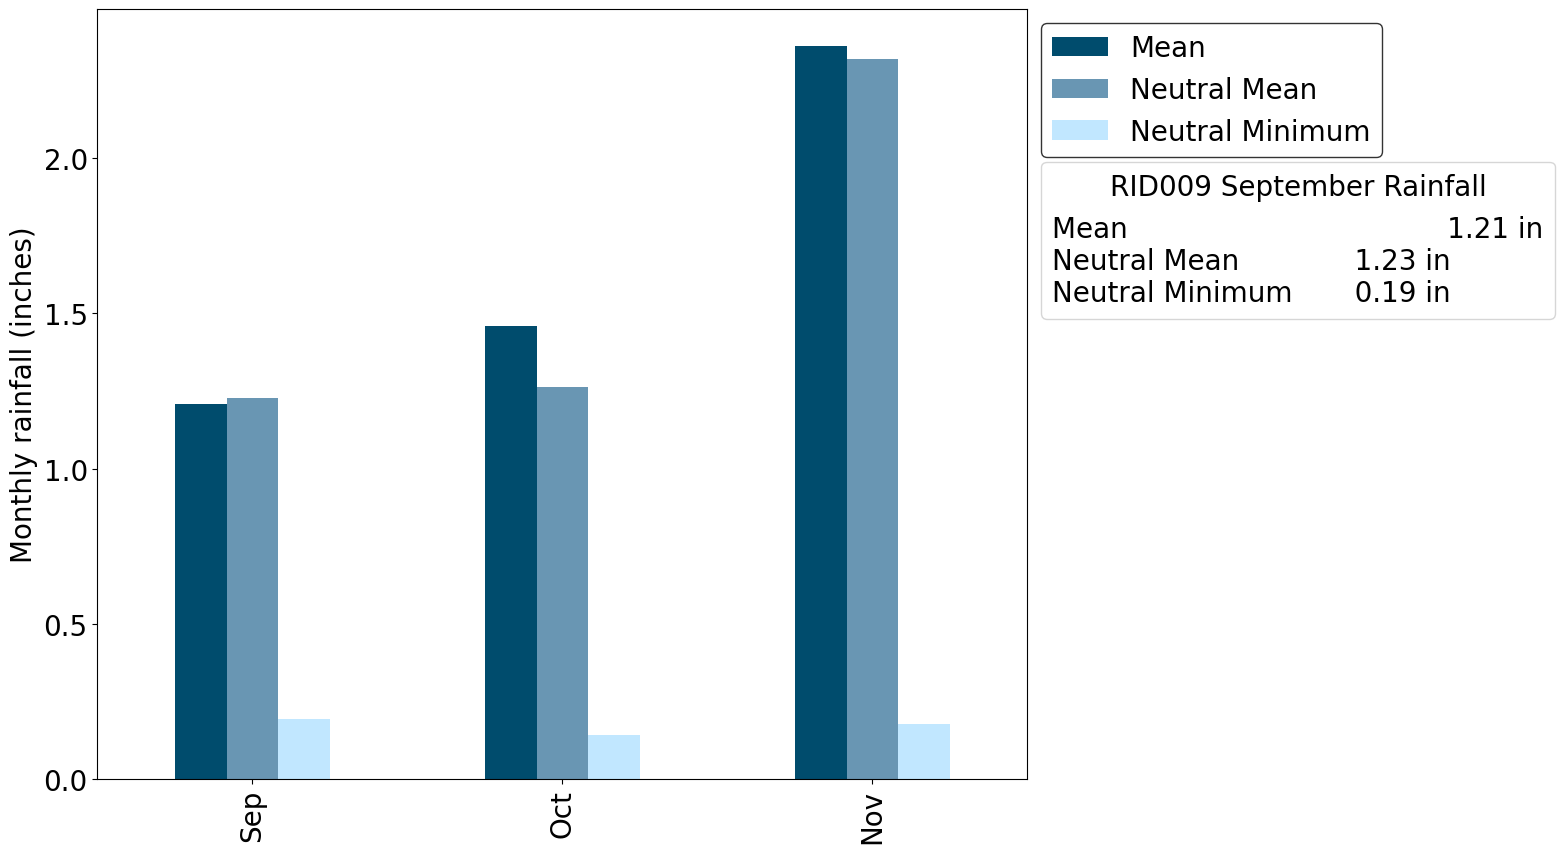 Monthly rainfall (inches)
2.0
1.5
1.0
0.5
0.0
Sep
Oct
Nov
Mean
Neutral Mean
Neutral Minimum
RID009 September Rainfall
Mean 1.21 in
Neutral Mean 1.23 in
Neutral Minimum 0.19 in